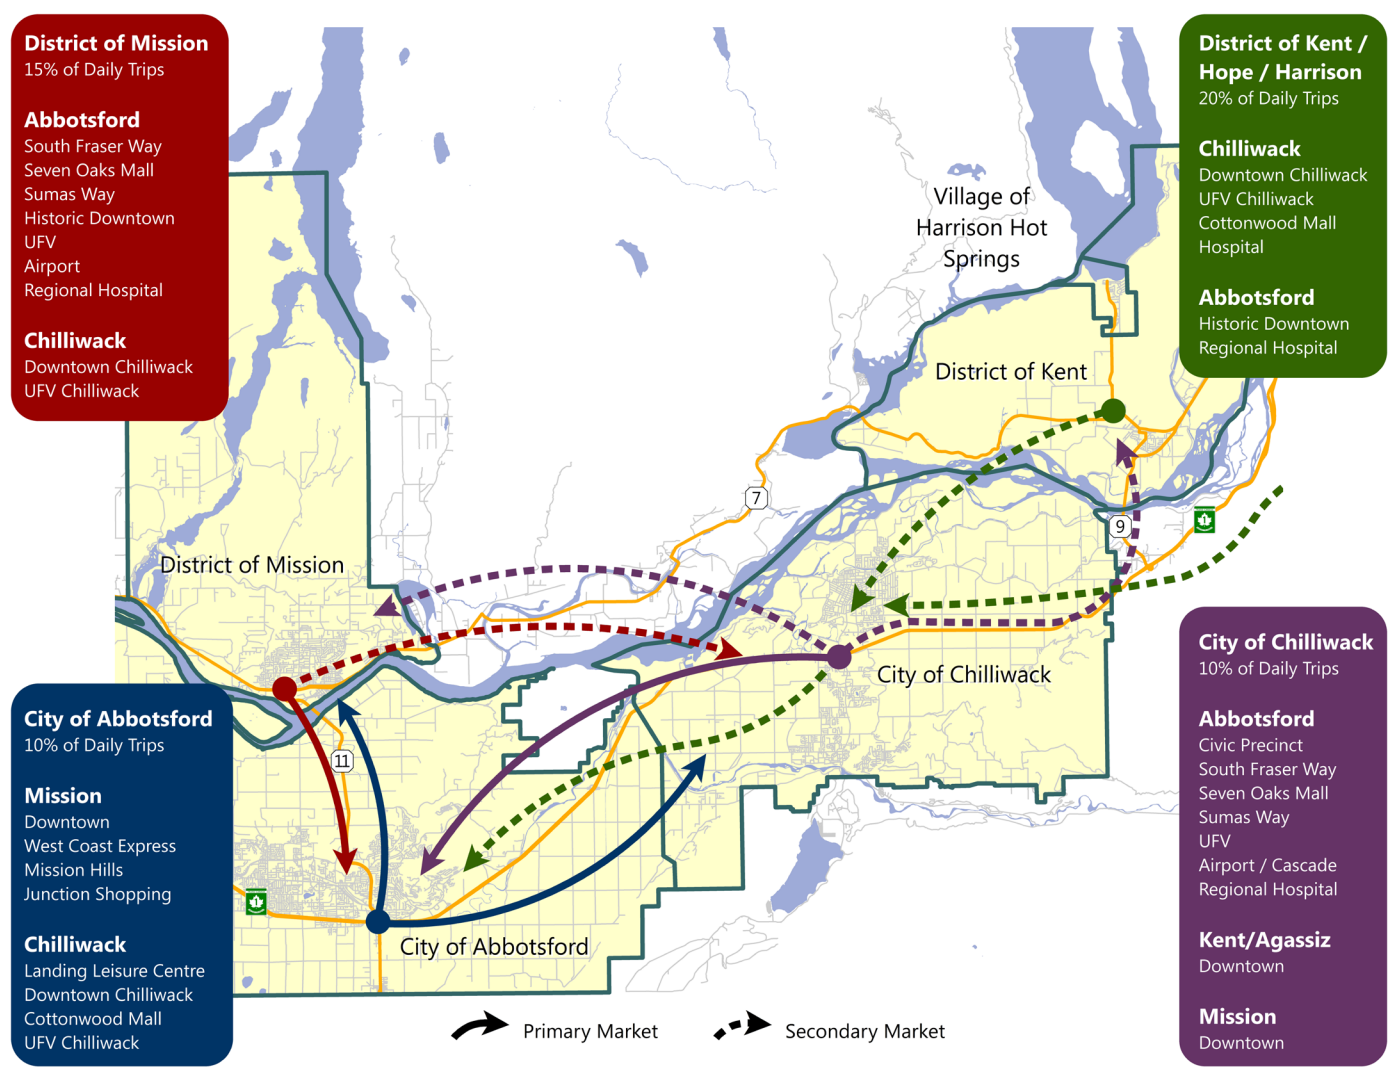 District of Mission
15% of Daily Trips
Abbotsford
South Fraser Way
Seven Oaks Mall
Sumas Way
Historic Downtown
UFV
Airport
Regional Hospital
Chilliwack
Downtown Chilliwack
UFV Chilliwack
District of Kent /
Hope / Harrison
20% of Daily Trips
Chilliwack
Downtown Chilliwack
UFV Chilliwack
Cottonwood Mall
Hospital
Abbotsford
Historic Downtown
Regional Hospital
Village of
Harrison Hot
Springs
District of Kent
7
9
1
District of Mission
City of Chilliwack
11
1
City of Abbotsford
City of Abbotsford
10% of Daily Trips
Mission
Downtown
West Coast Express
Mission Hills
Junction Shopping
Chilliwack
Landing Leisure Centre
Downtown Chilliwack
Cottonwood Mall
UFV Chilliwack
City of Chilliwack
10% of Daily Trips
Abbotsford
Civic Precinct
South Fraser Way
Seven Oaks Mall
Sumas Way
UFV
Airport / Cascade
Regional Hospital
Kent/Agassiz
Downtown
Mission
Downtown
Primary Market
Secondary Market